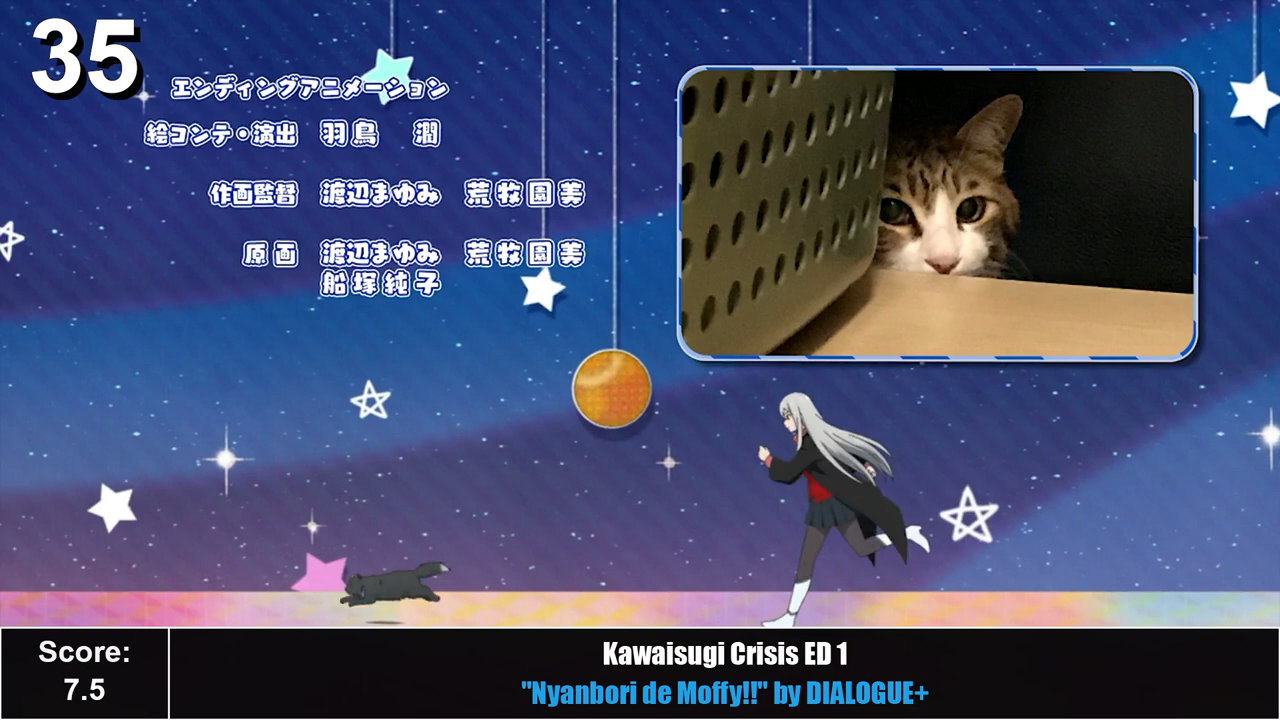 35
エンディングアニメーション
絵コンテ・演出 羽鳥 潤
作画監督 渡辺まゆみ 荒牧園美
原画 渡辺まゆみ 荒牧園美
船塚純子
Score:
7.5
Kawaisugi Crisis ED 1
"Nyanbori de Moffy!!" by DIALOGUE+